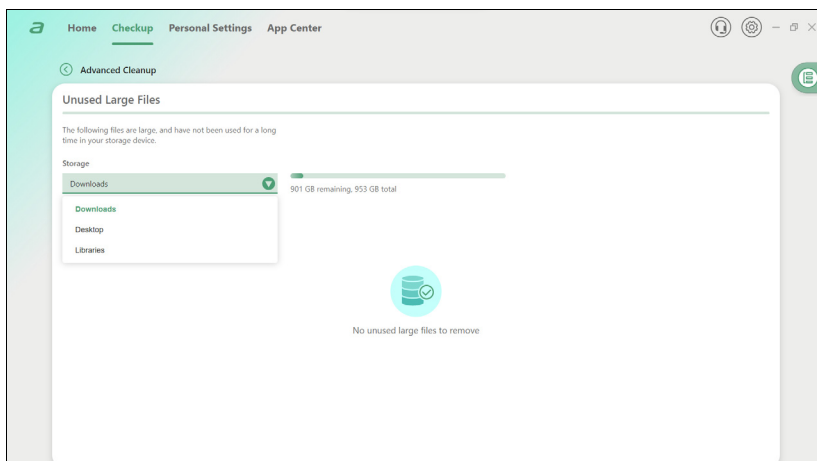 a Home Checkup Personal Settings App Center
Advanced Cleanup
Unused Large Files
The following files are large, and have not been used for a long
time in your storage device.
Storage
Downloads
901 GB remaining, 953 GB total
Downloads
Desktop
Libraries
No unused large files to remove